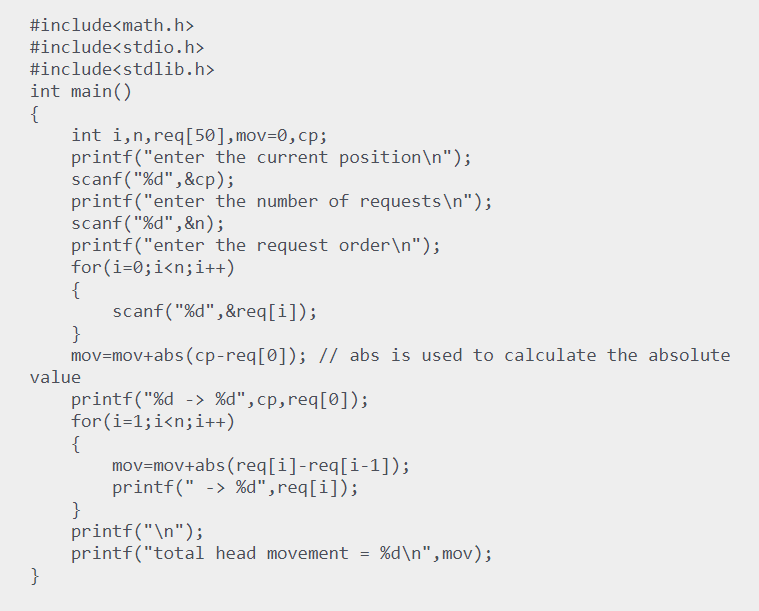 #include<math.h>
#include<stdio.h>
#include<stdlib.h>
int main()
{
    int i,n,req[50],mov=0,cp;
    printf("enter the current position\n");
    scanf("%d",&cp);
    printf("enter the number of requests\n");
    scanf("%d",&n);
    printf("enter the request order\n");
    for(i=0;i<n;i++)
    {
        scanf("%d",&req[i]);
    }
    mov=mov+abs(cp-req[0]); // abs is used to calculate the absolute
value
    printf("%d -> %d",cp,req[0]);
    for(i=1;i<n;i++)
    {
        mov=mov+abs(req[i]-req[i-1]);
        printf(" -> %d",req[i]);
    }
    printf("\n");
    printf("total head movement = %d\n",mov);
}